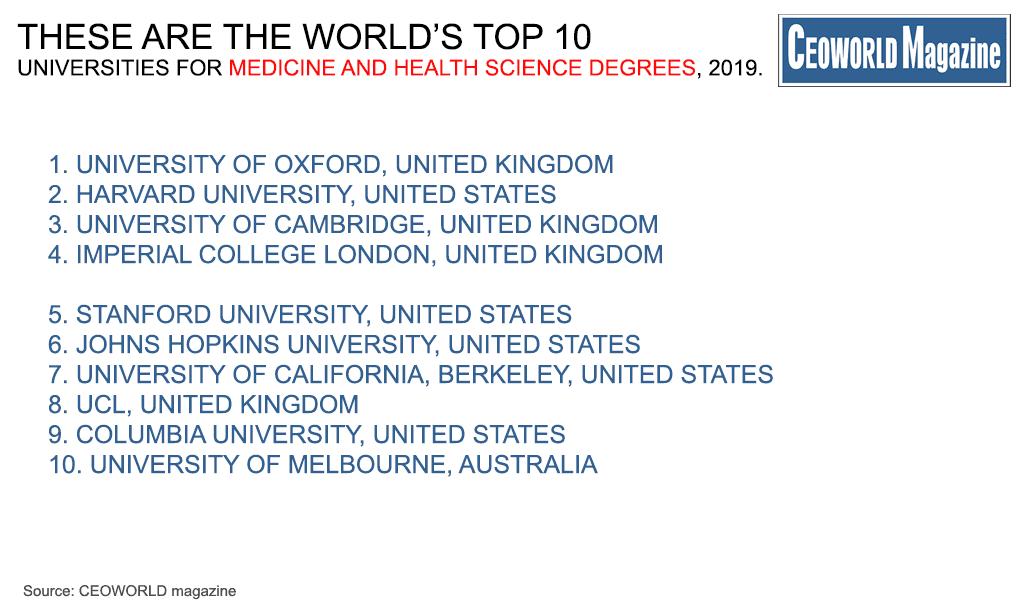 THESE ARE THE WORLD’S TOP 10
UNIVERSITIES FOR MEDICINE AND HEALTH SCIENCE DEGREES, 2019.
CEOWORLD Magazine
1. UNIVERSITY OF OXFORD, UNITED KINGDOM
2. HARVARD UNIVERSITY, UNITED STATES
3. UNIVERSITY OF CAMBRIDGE, UNITED KINGDOM
4. IMPERIAL COLLEGE LONDON, UNITED KINGDOM
5. STANFORD UNIVERSITY, UNITED STATES
6. JOHNS HOPKINS UNIVERSITY, UNITED STATES
7. UNIVERSITY OF CALIFORNIA, BERKELEY, UNITED STATES
8. UCL, UNITED KINGDOM
9. COLUMBIA UNIVERSITY, UNITED STATES
10. UNIVERSITY OF MELBOURNE, AUSTRALIA
Source: CEOWORLD magazine